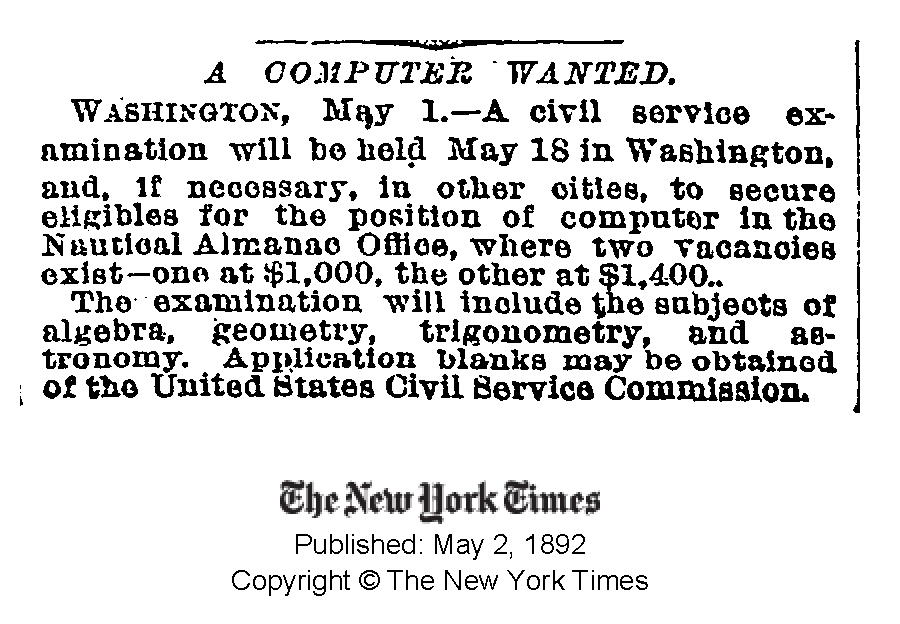 A COMPUTER WANTED.
WASHINGTON, May 1.—A civil service ex-
amination will be held May 18 in Washington,
and, if necessary, in other cities, to secure
eligibles for the position of computer in the
Nautical Almanac Office, where two vacancies
exist—one at $1,000, the other at $1,400..
The examination will include the subjects of
algebra, geometry, trigonometry, and as-
tronomy. Application blanks may be obtained
of the United States Civil Service Commission.
The New York Times
Published: May 2, 1892
Copyright © The New York Times